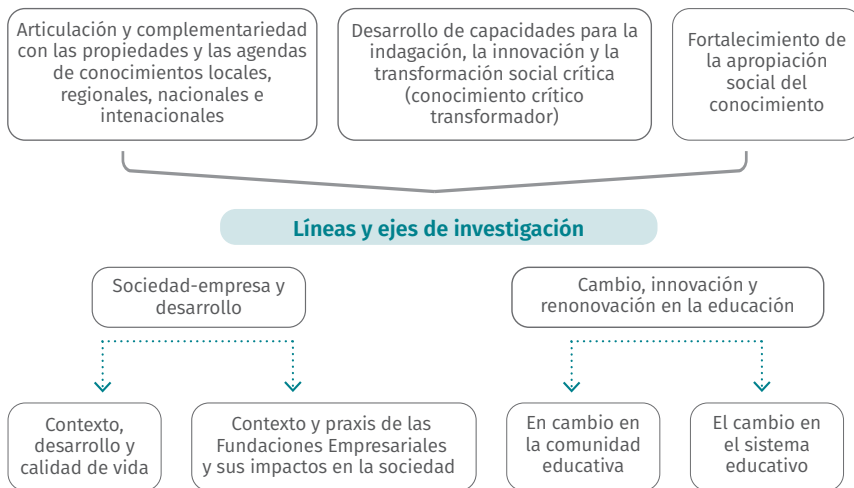 Articulación y complementariedad
con las propiedades y las agendas
de conocimientos locales,
regionales, nacionales e
intenacionales
Desarrollo de capacidades para la
indagación, la innovación y la
transformación social crítica
(conocimiento crítico
transformador)
Fortalecimiento de
la apropiación
social del
conocimiento
Líneas y ejes de investigación
Sociedad-empresa y
desarrollo
Cambio, innovación y
renonovación en la educación
Contexto,
desarrollo y
calidad de vida
Contexto y praxis de las
Fundaciones Empresariales
y sus impactos en la sociedad
En cambio en
la comunidad
educativa
El cambio en
el sistema
educativo